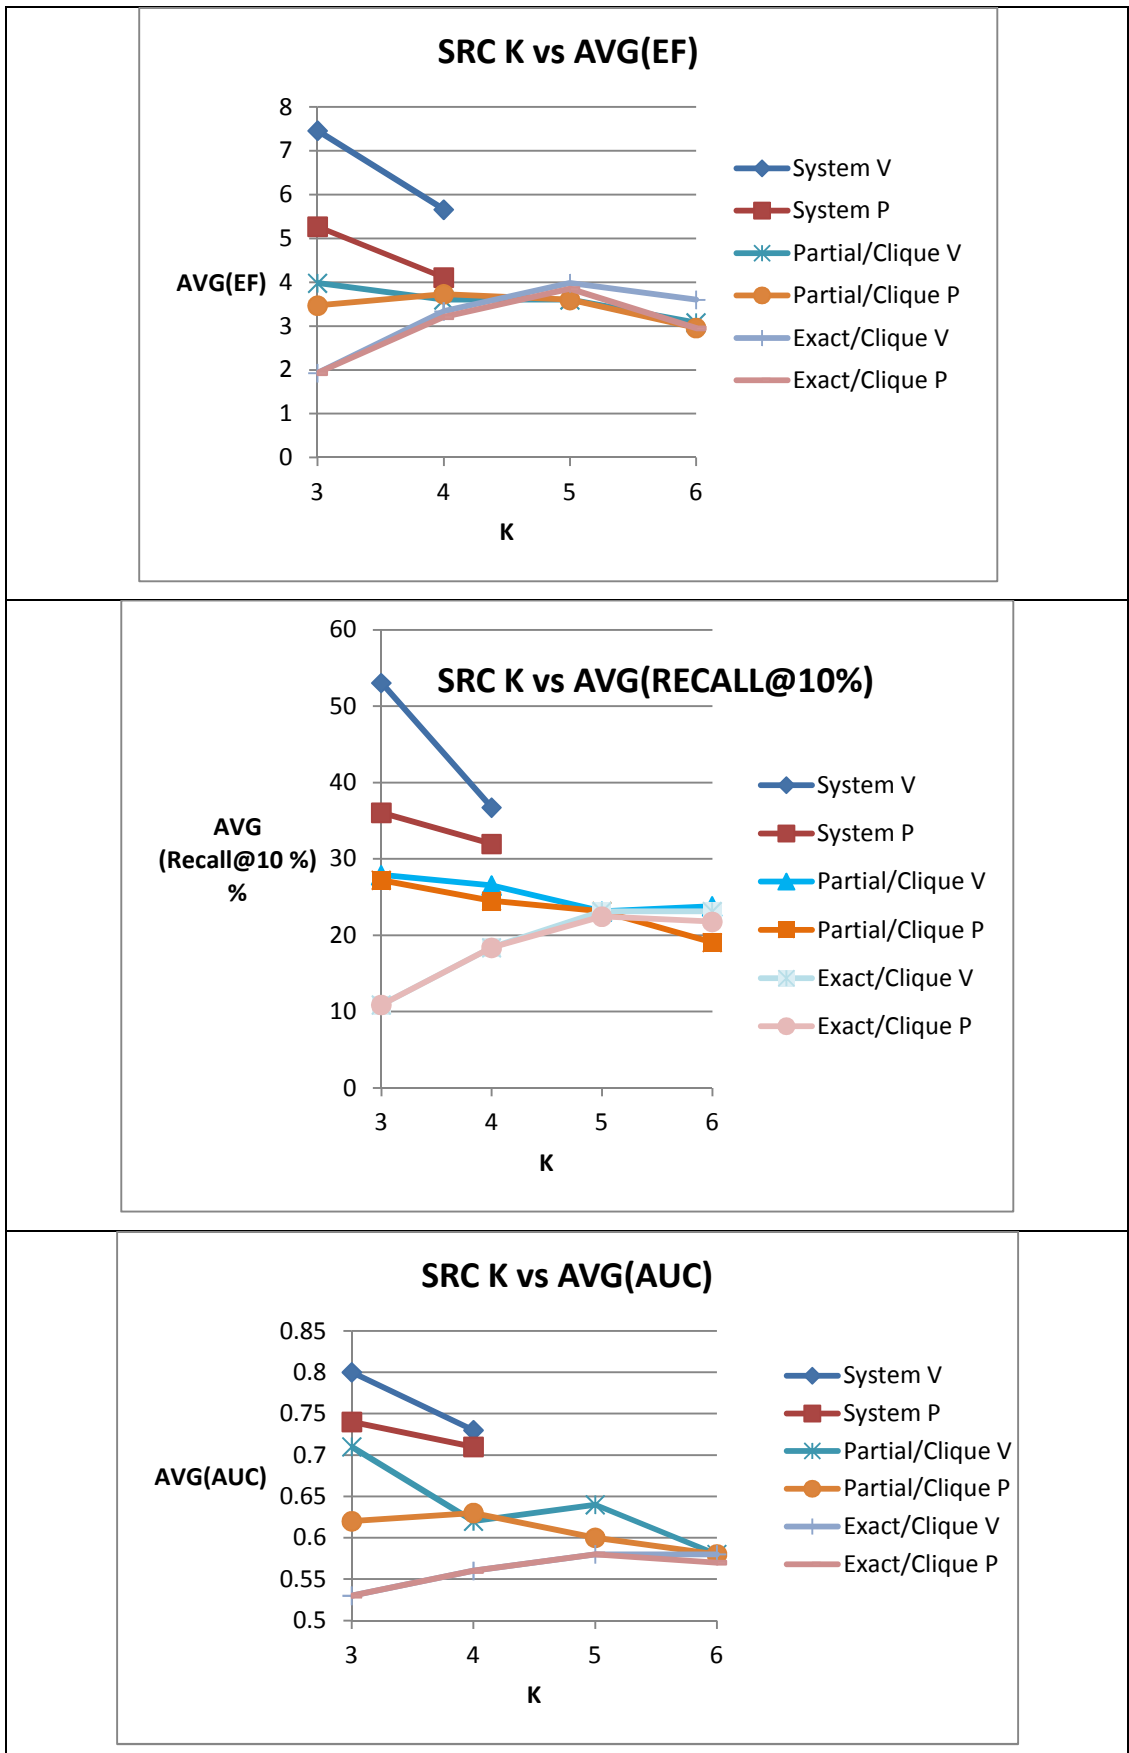 SRC K vs AVG(EF)
8
7
6
5
4
3
2
1
0
AVG(EF)
3 4 5 6
K
System V
System P
Partial/Clique V
Partial/Clique P
Exact/Clique V
Exact/Clique P
SRC K vs AVG(RECALL@10%)
60
50
40
30
20
10
0
AVG
(Recall@10 %)
%
3 4 5 6
K
System V
System P
Partial/Clique V
Partial/Clique P
Exact/Clique V
Exact/Clique P
SRC K vs AVG(AUC)
0.85
0.8
0.75
0.7
0.65
0.6
0.55
0.5
AVG(AUC)
3 4 5 6
K
System V
System P
Partial/Clique V
Partial/Clique P
Exact/Clique V
Exact/Clique P